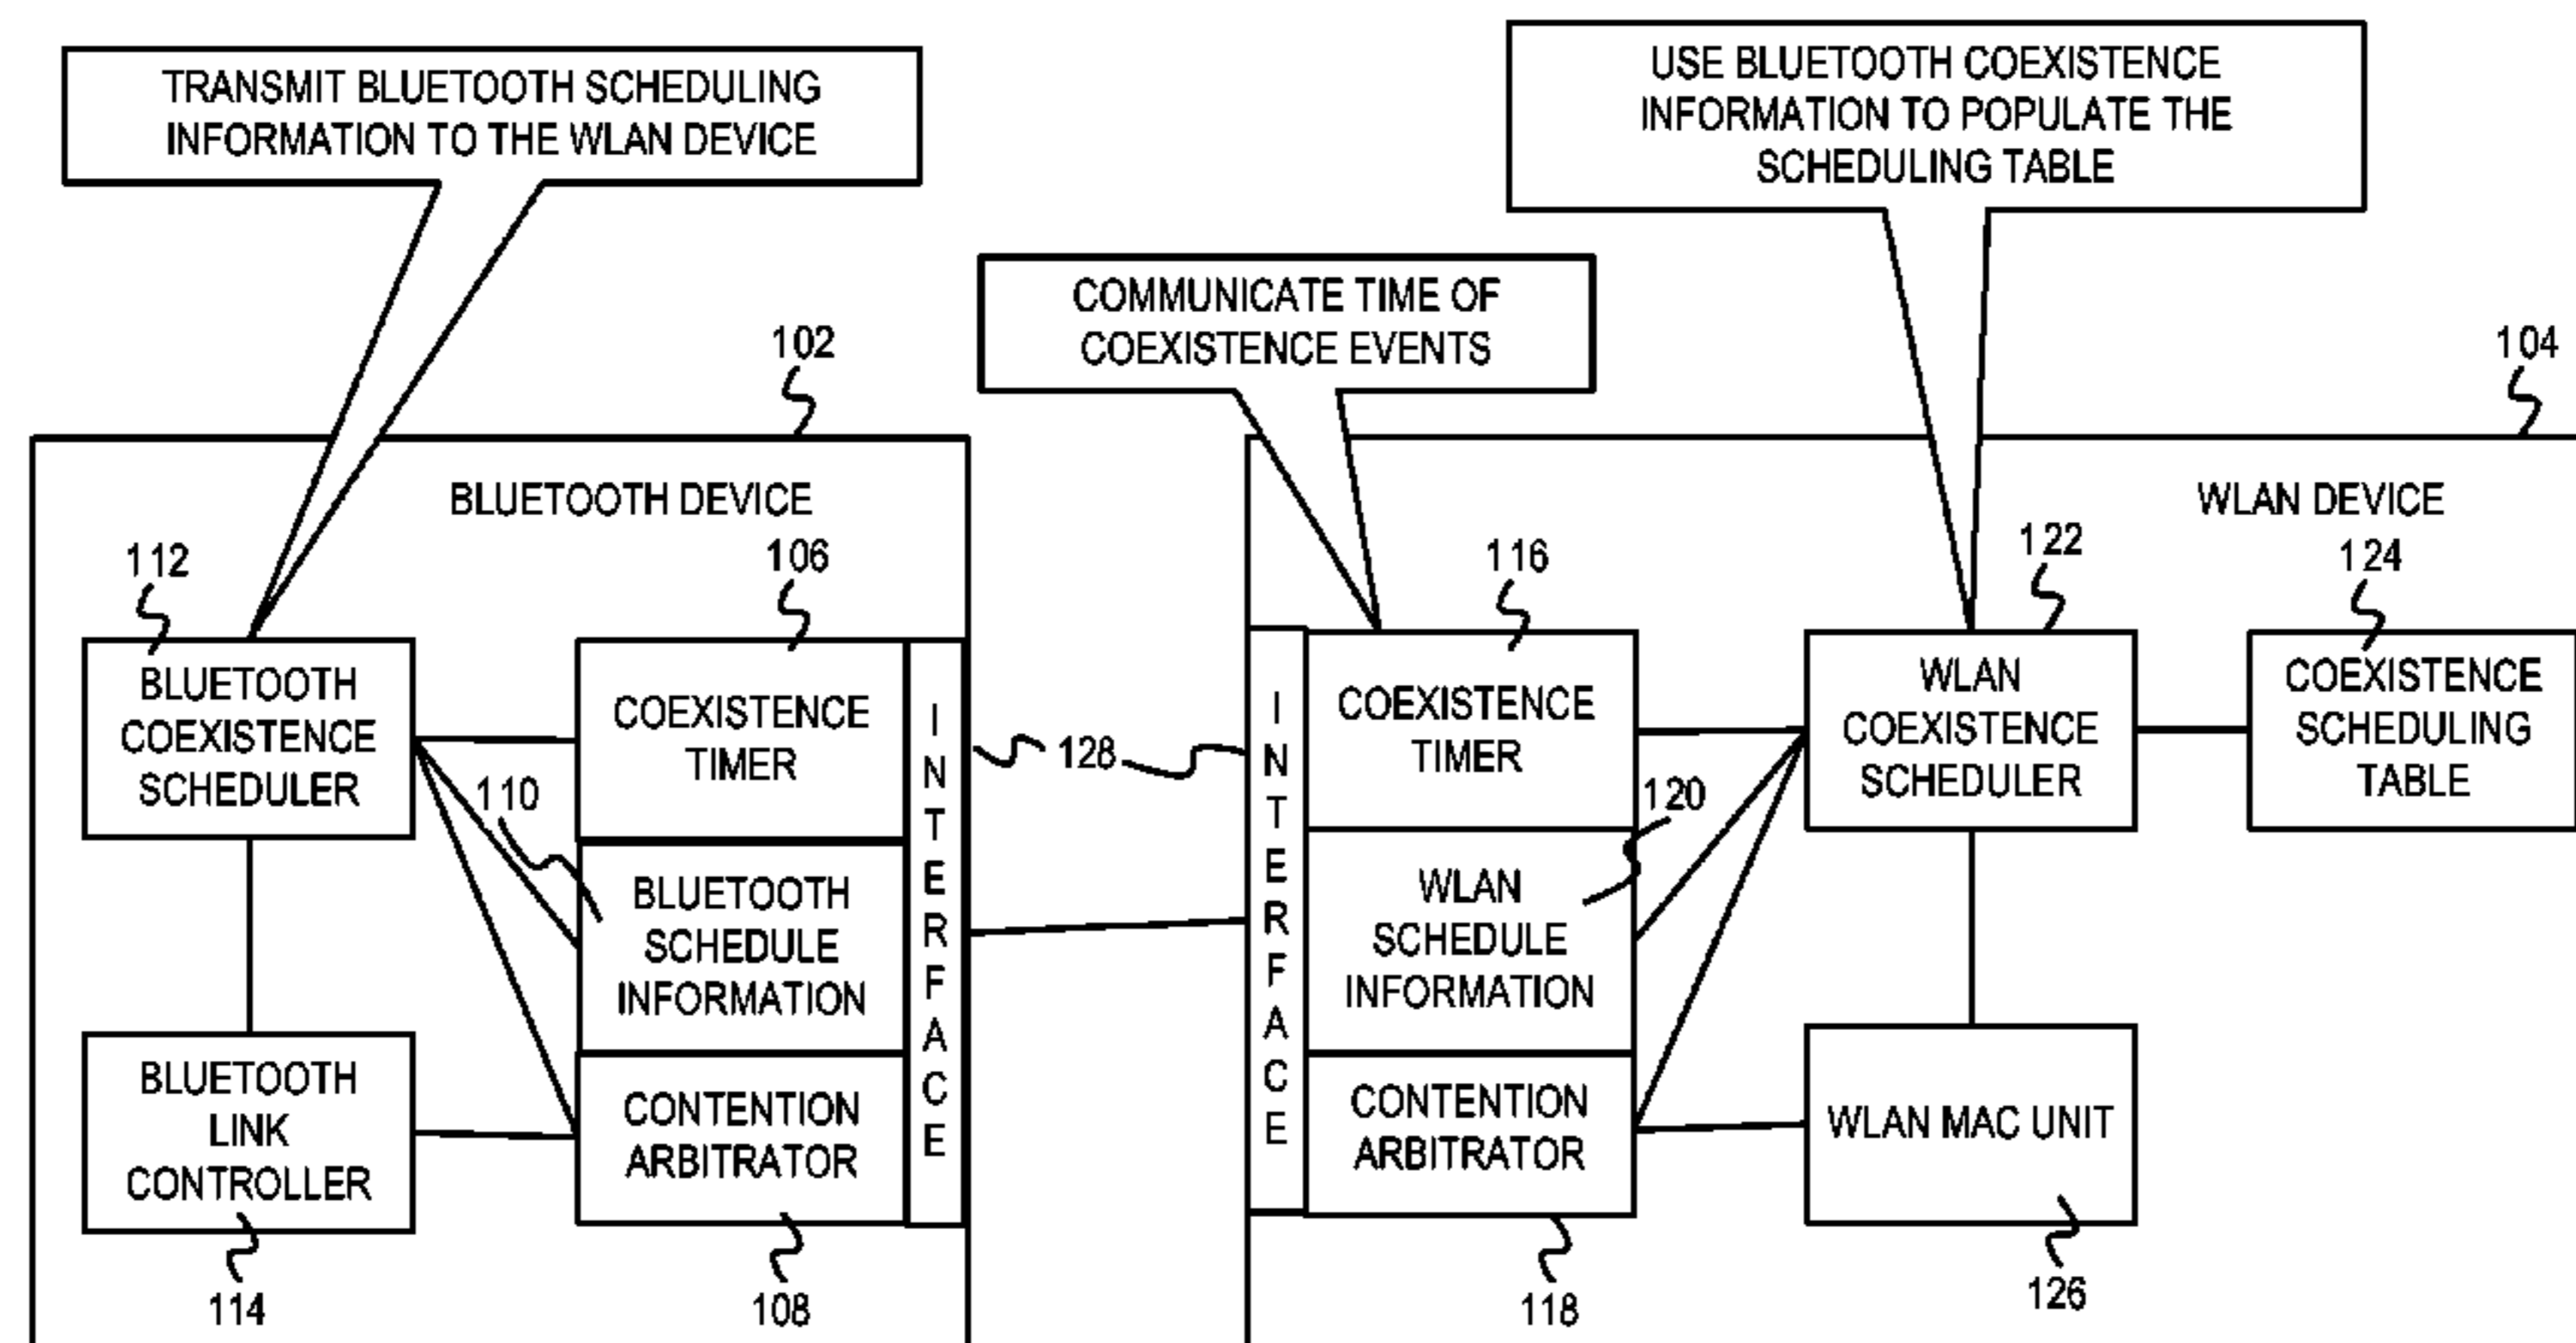 TRANSMIT BLUETOOTH SCHEDULING
INFORMATION TO THE WLAN DEVICE
USE BLUETOOTH COEXISTENCE
INFORMATION TO POPULATE THE
SCHEDULING TABLE
COMMUNICATE TIME OF
COEXISTENCE EVENTS
102
104
BLUETOOTH DEVICE
112
106
BLUETOOTH
COEXISTENCE
SCHEDULER
COEXISTENCE
TIMER
110
BLUETOOTH
SCHEDULE
INFORMATION
BLUETOOTH
LINK
CONTROLLER
CONTENTION
ARBITRATOR
INTERFACE
114
108
128
WLAN DEVICE
116
122
124
INTERFACE
COEXISTENCE
TIMER
WLAN
COEXISTENCE
SCHEDULER
COEXISTENCE
SCHEDULING
TABLE
120
WLAN
SCHEDULE
INFORMATION
CONTENTION
ARBITRATOR
WLAN MAC UNIT
118
126